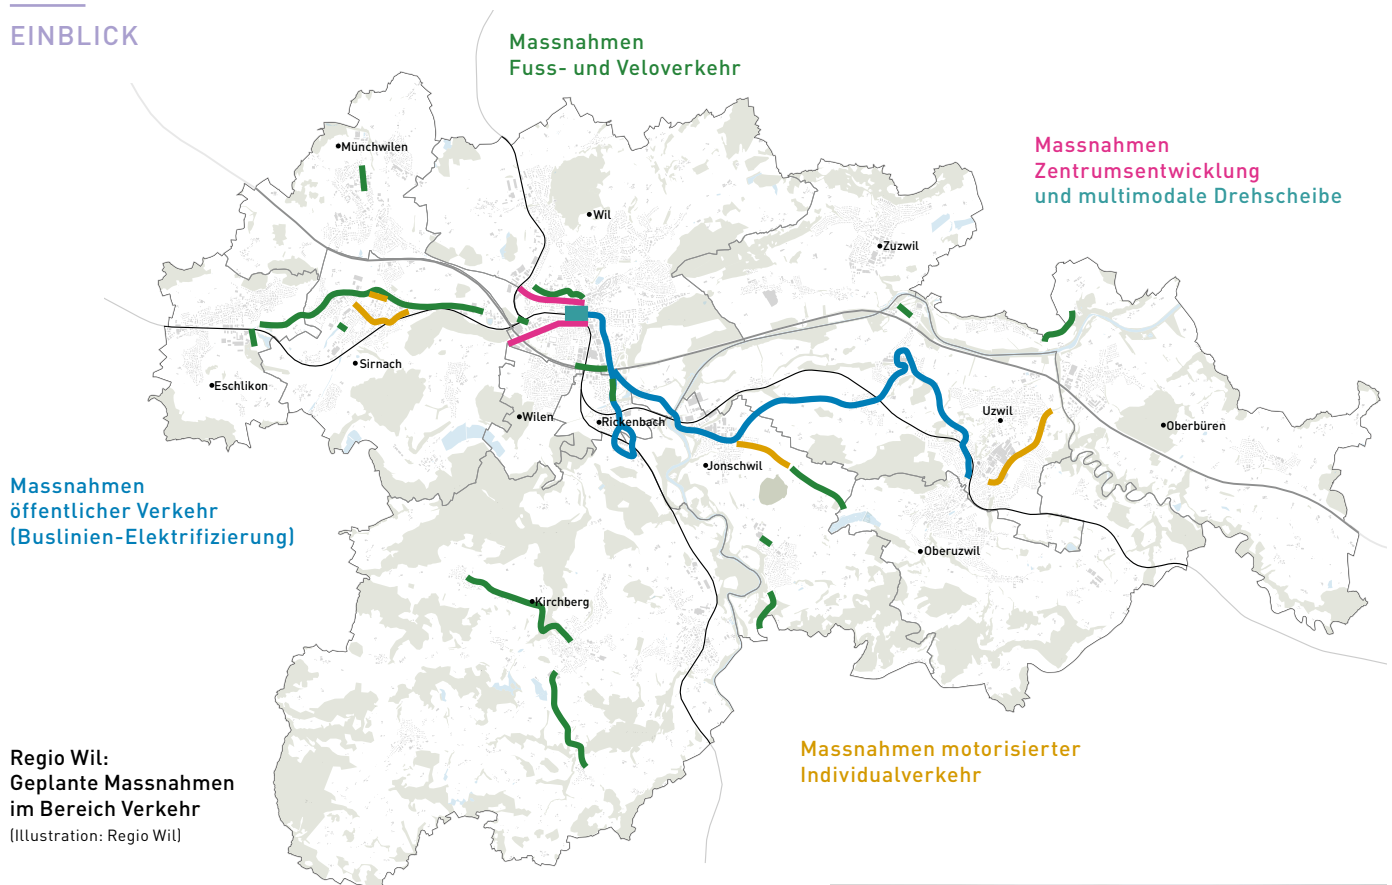 EINBLICK
Massnahmen
Fuss- und Veloverkehr
Massnahmen
Zentrumsentwicklung
und multimodale Drehscheibe
Münchwilen
Wil
Zuzwil
Sirnach
Eschlikon
Wilen
Rickenbach
Uzwil
Oberbüren
Jonschwil
Massnahmen
öffentlicher Verkehr
(Buslinien-Elektrifizierung)
Oberuzwil
Kirchberg
Massnahmen motorisierter
Individualverkehr
Regio Wil:
Geplante Massnahmen
im Bereich Verkehr
(Illustration: Regio Wil)